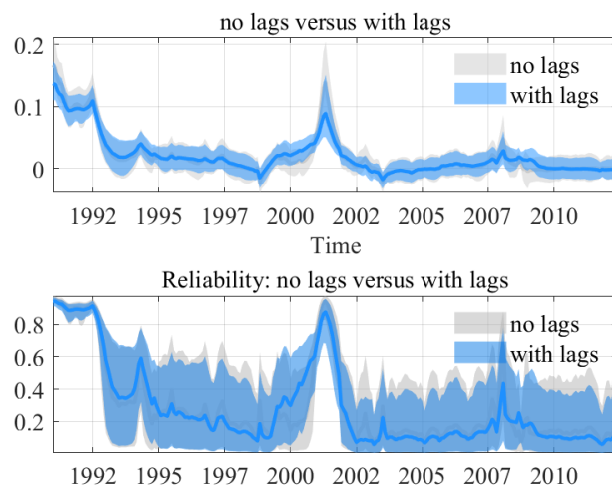 no lags versus with lags
0.2
no lags
0.1
with lags
0
1992 1995 1997 2000 2002 2005 2007 2010
Time
Reliability: no lags versus with lags
0.8
no lags
0.6
with lags
0.4
0.2
1992 1995 1997 2000 2002 2005 2007 2010